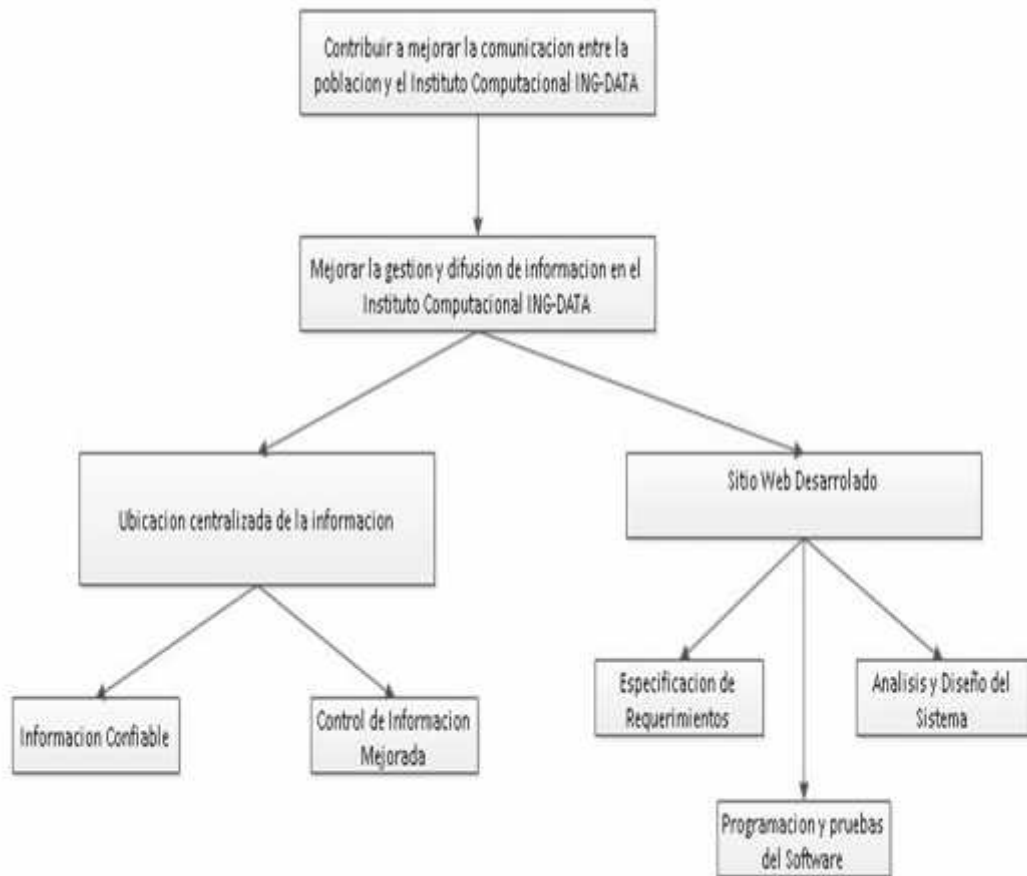 Contribuir a mejorar la comunicacion entre la
poblacion y el Instituto Computacional ING-DATA
Mejorar la gestion y difusion de informacion en el
Instituto Computacional ING-DATA
Ubicacion centralizada de la informacion
Sitio Web Desarrolado
Informacion Confiable
Control de Informacion
Mejorada
Especificacion de
Requerimientos
Analisis y Diseño del
Sistema
Programacion y pruebas
del Software